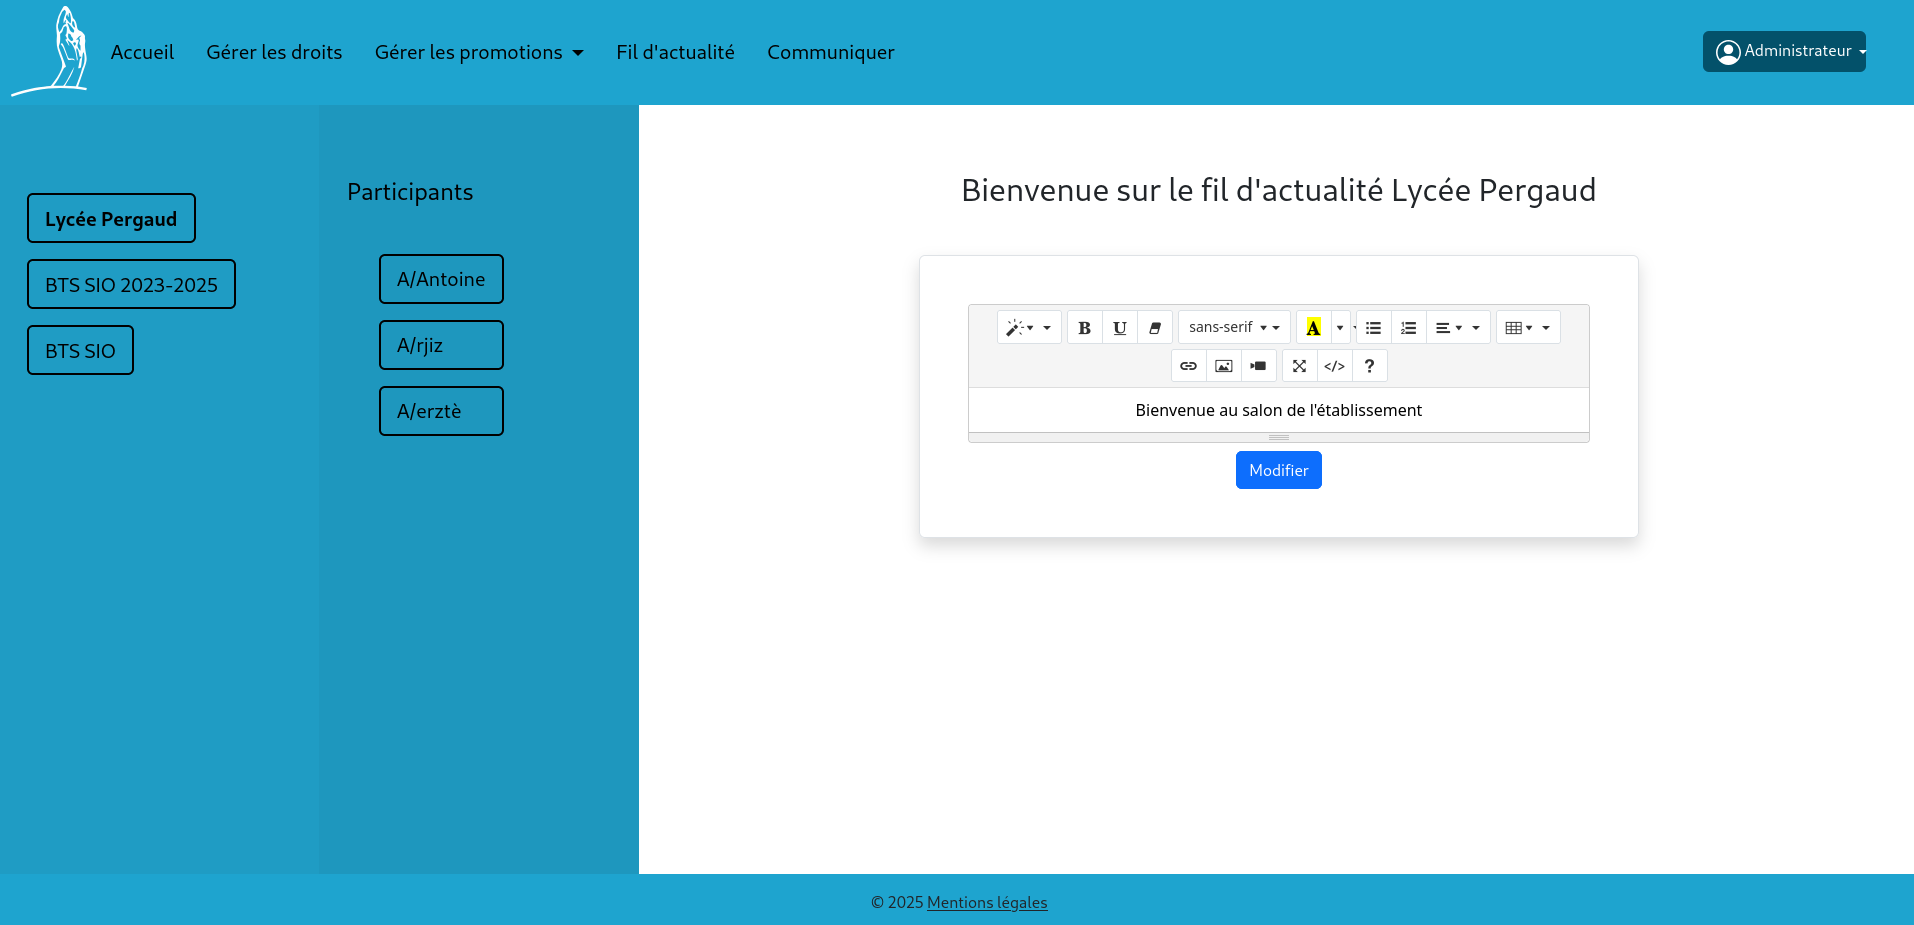 Accueil Gérer les droits Gérer les promotions Fil d'actualité Communiquer Administrateur
Lycée Pergaud
BTS SIO 2023-2025
BTS SIO
Participants
A/Antoine
A/rjiz
A/erztè
Bienvenue sur le fil d'actualité Lycée Pergaud
B U sans-serif A
</> ?
Bienvenue au salon de l'établissement
Modifier
© 2025 Mentions légales